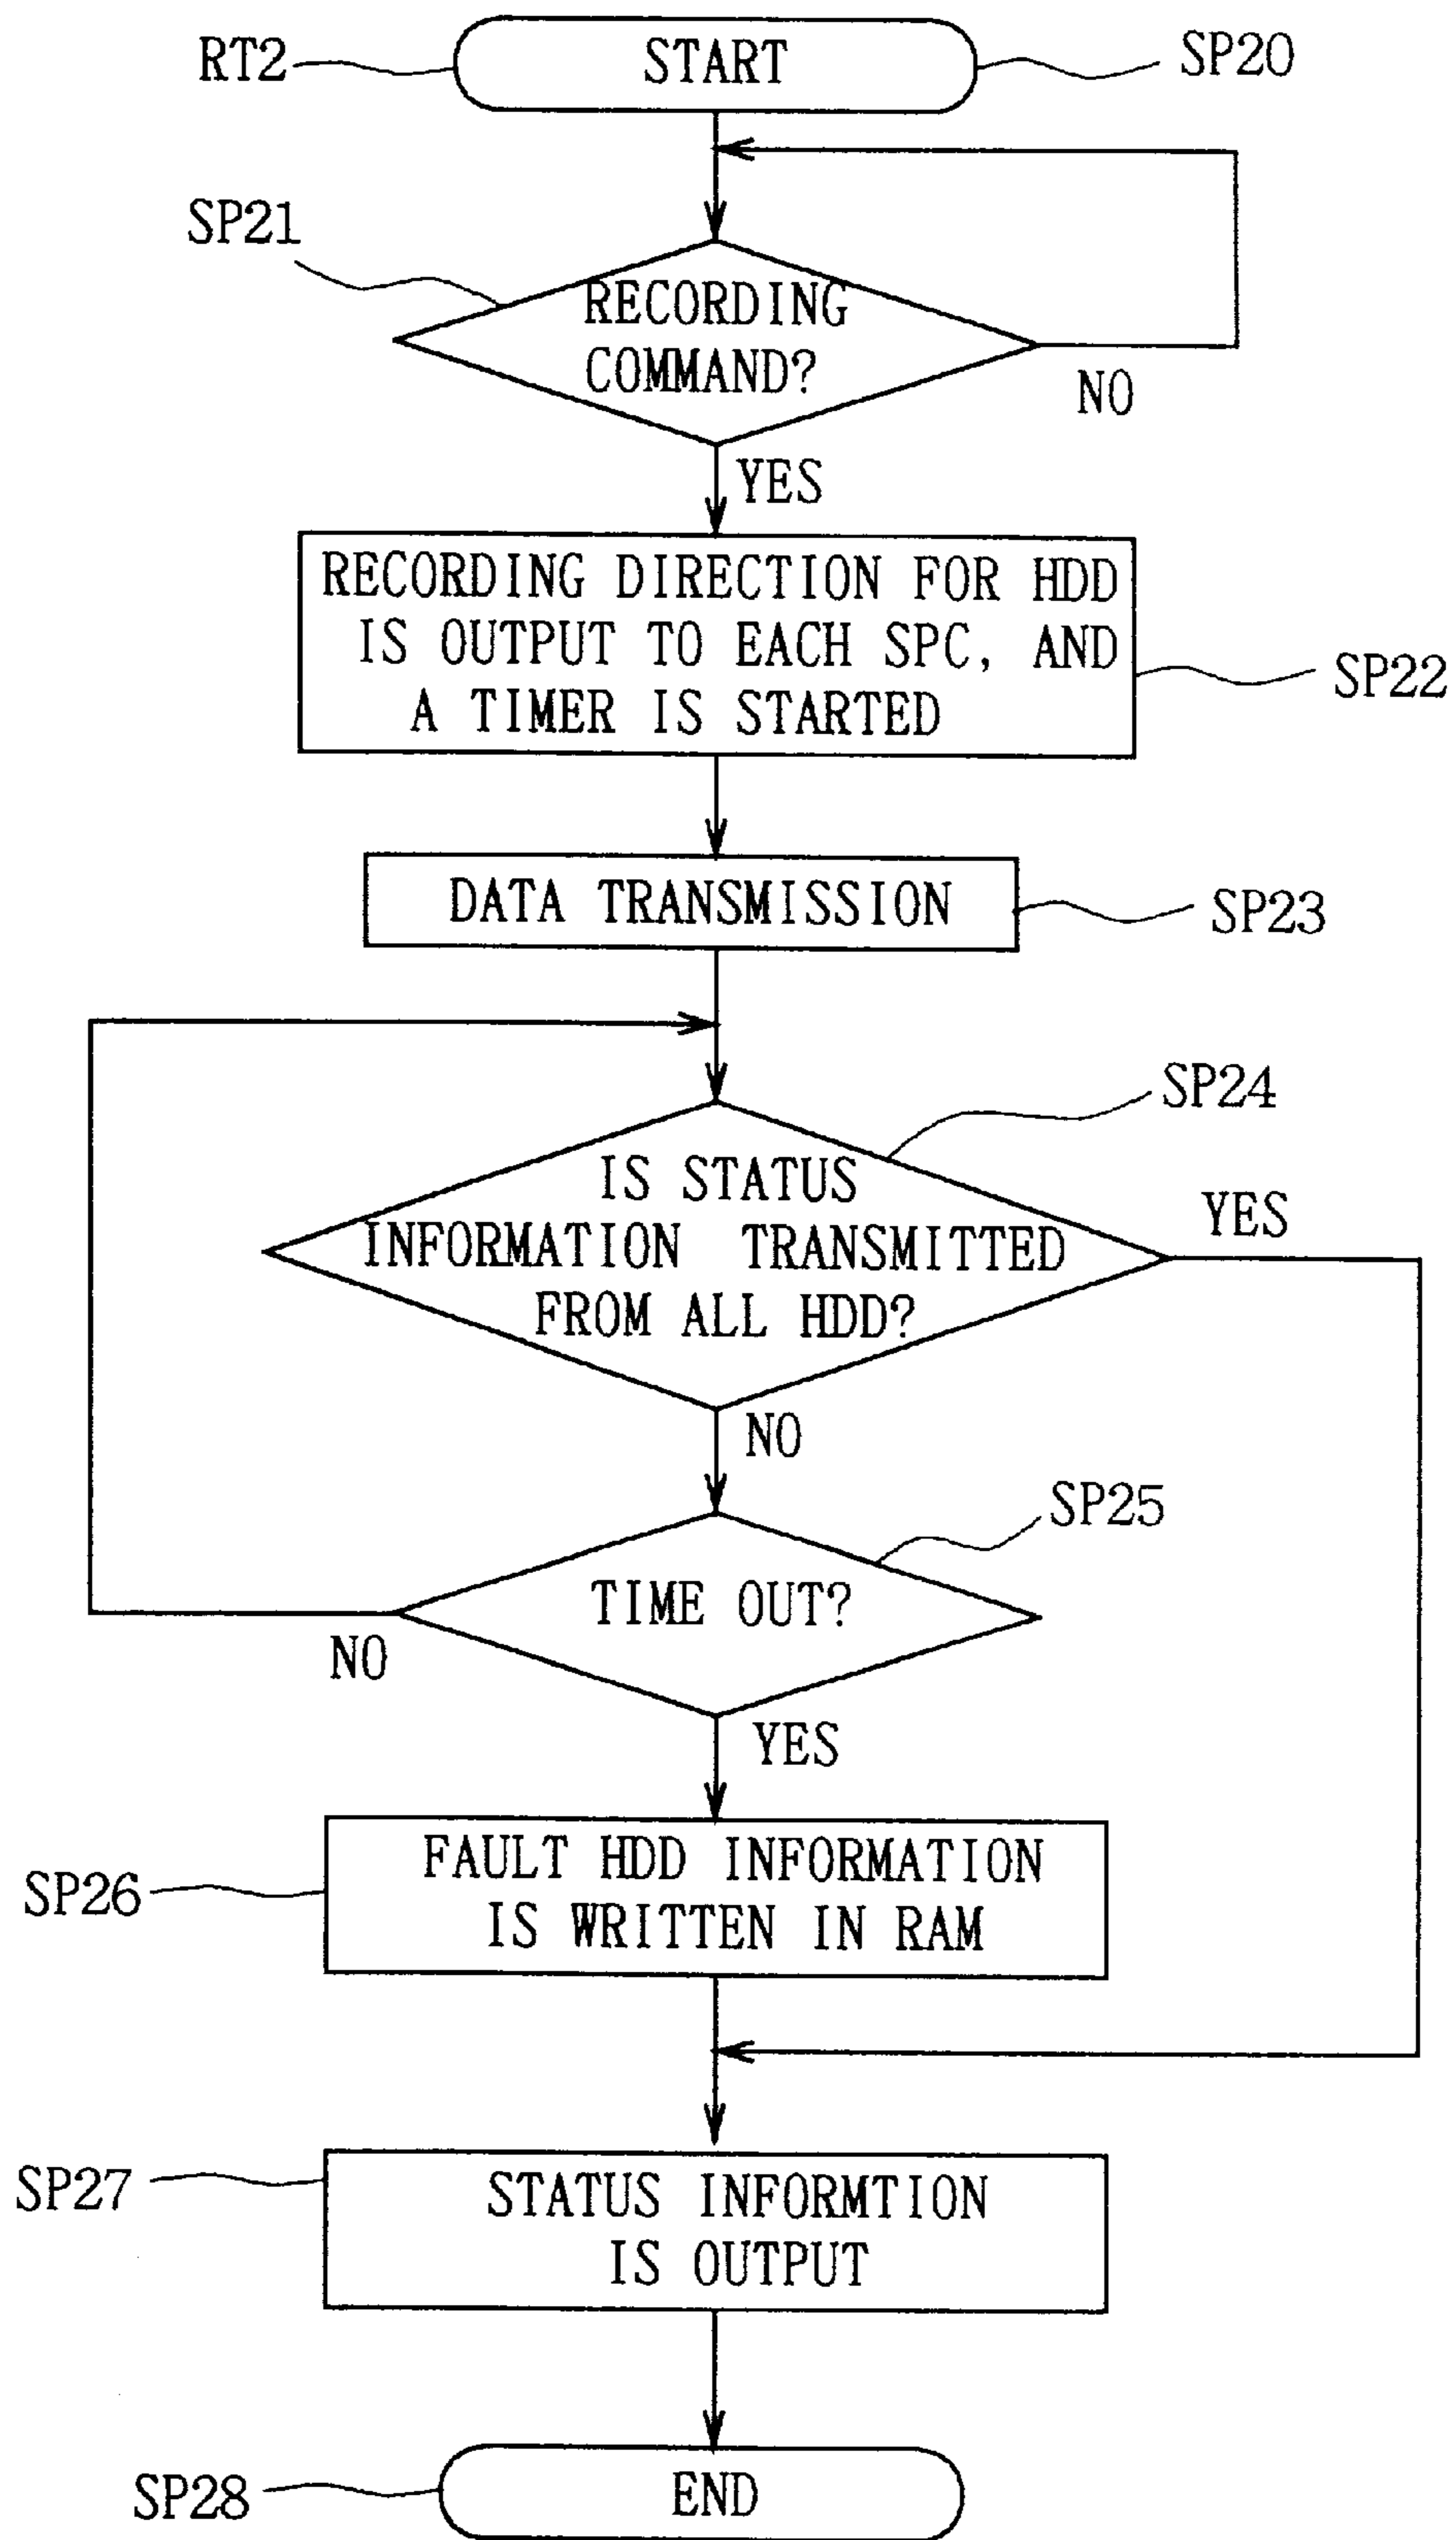 RT2
START
SP20
SP21
RECORDING
COMMAND?
NO
YES
RECORDING DIRECTION FOR HDD
IS OUTPUT TO EACH SPC, AND
A TIMER IS STARTED
SP22
DATA TRANSMISSION
SP23
SP24
IS STATUS
INFORMATION TRANSMITTED
FROM ALL HDD?
YES
NO
SP25
TIME OUT?
NO
YES
FAULT HDD INFORMATION
IS WRITTEN IN RAM
SP26
SP27
STATUS INFORMTION
IS OUTPUT
SP28
END